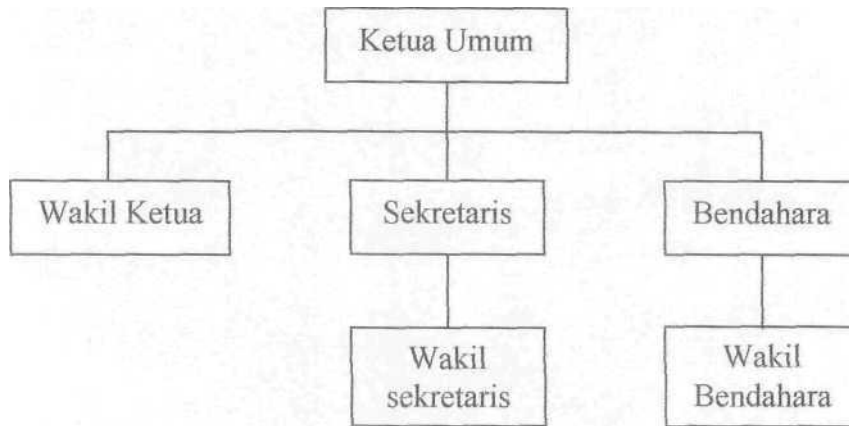 Ketua Umum
Wakil Ketua
Sekretaris
Bendahara
Wakil
sekretaris
Wakil
Bendahara